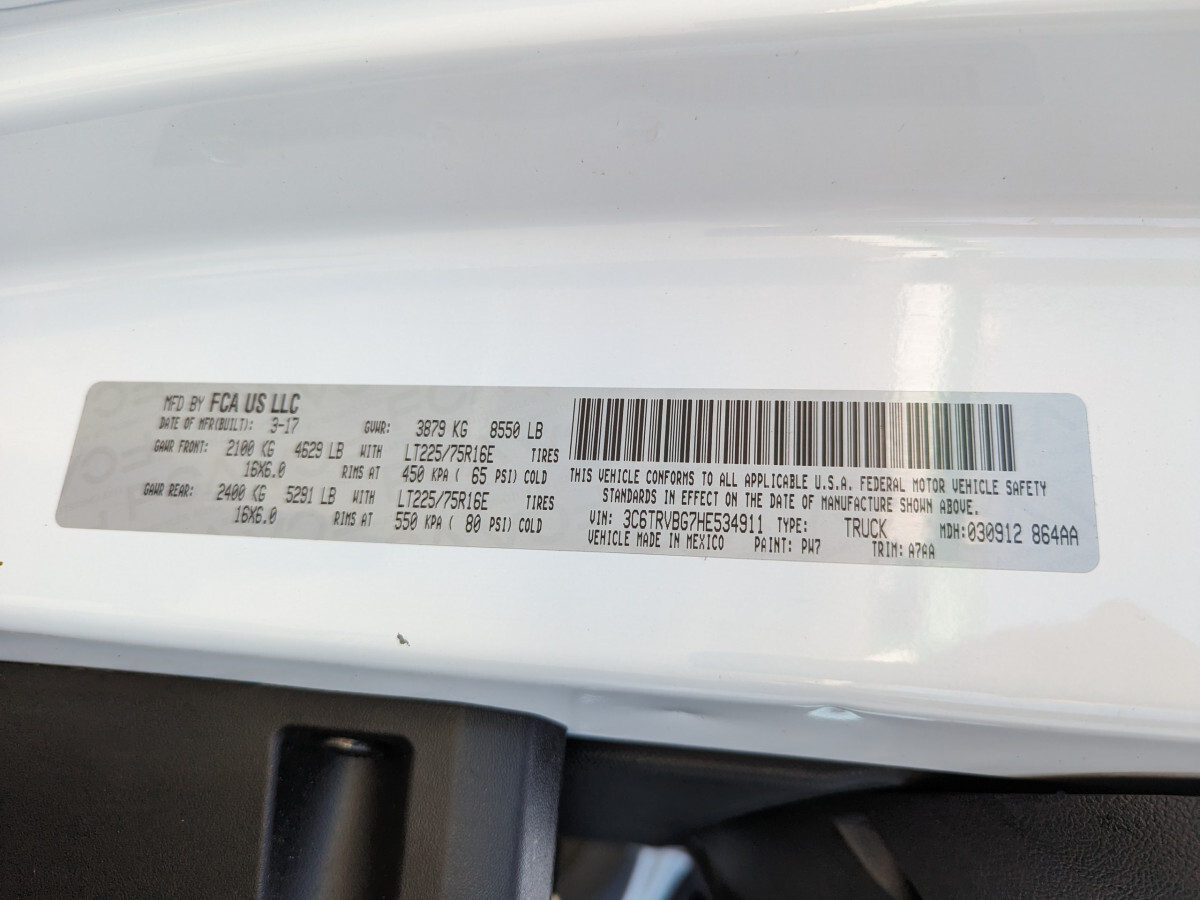 MFD BY FCA US LLC
DATE OF MFR(BUILT): 3-17 GVWR: 3879 KG 8550 LB
GAWR FRONT: 2100 KG 4629 LB WITH LT225/75R16E TIRES
16X6.0 RIMS AT 450 KPA ( 65 PSI) COLD
GAWR REAR: 2400 KG 5291 LB WITH LT225/75R16E TIRES
16X6.0 RIMS AT 550 KPA ( 80 PSI) COLD
THIS VEHICLE CONFORMS TO ALL APPLICABLE U.S.A. FEDERAL MOTOR VEHICLE SAFETY
STANDARDS IN EFFECT ON THE DATE OF MANUFACTURE SHOWN ABOVE.
VIN: 3C6TRVBG7HE534911 TYPE: TRUCK MDH:030912 864AA
VEHICLE MADE IN MEXICO PAINT: PW7 TRIM: A7AA